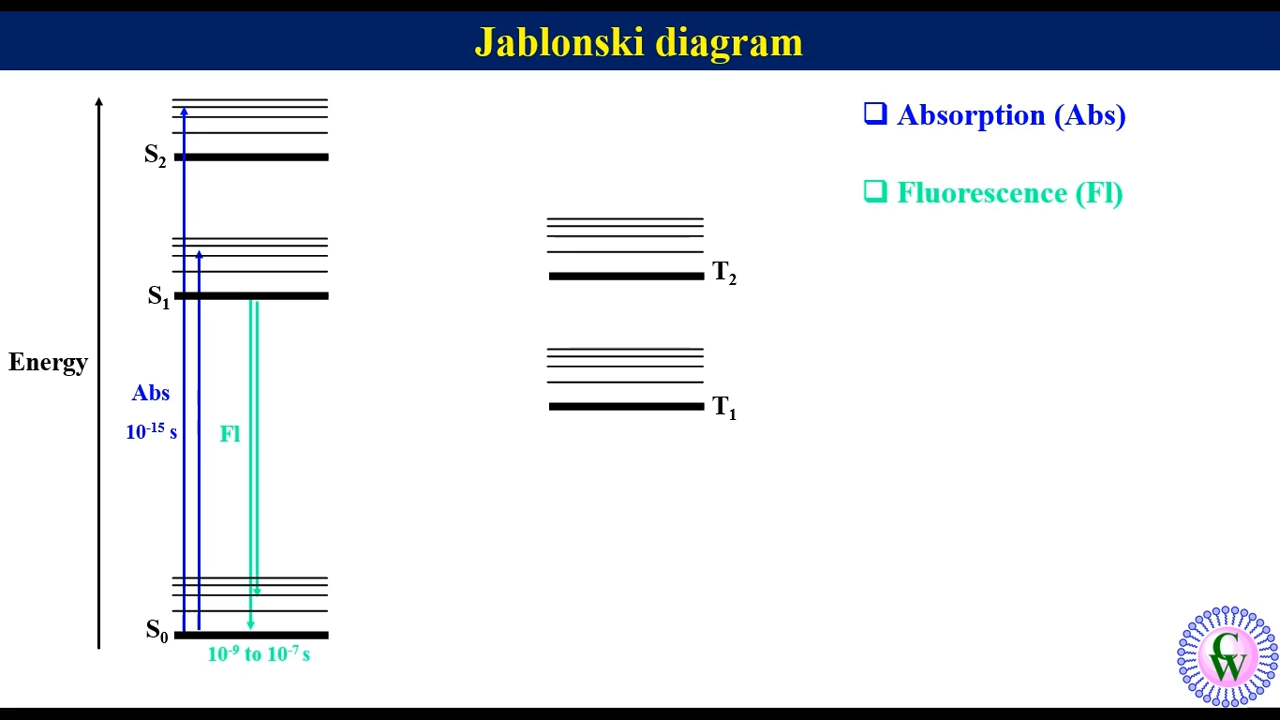 Jablonski diagram
❑ Absorption (Abs)
❑ Fluorescence (Fl)
S₂
T₂
S₁
Energy
Abs
T₁
10⁻¹⁵ s
Fl
S₀
10⁻⁹ to 10⁻⁷ s
CW